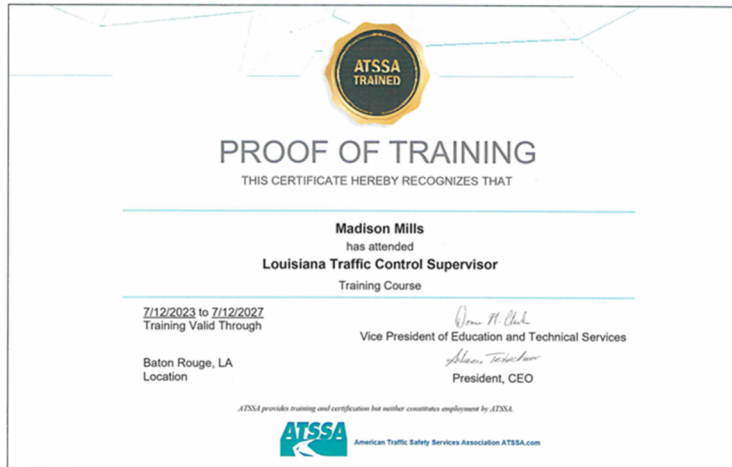 ATSSA
TRAINED
PROOF OF TRAINING
THIS CERTIFICATE HEREBY RECOGNIZES THAT
Madison Mills
has attended
Louisiana Traffic Control Supervisor
Training Course
7/12/2023 to 7/12/2027
Training Valid Through
Vice President of Education and Technical Services
Baton Rouge, LA
Location
President, CEO
ATSSA provides training and certification but neither constitutes employment by ATSSA.
ATSSA
American Traffic Safety Services Association ATSSA.com